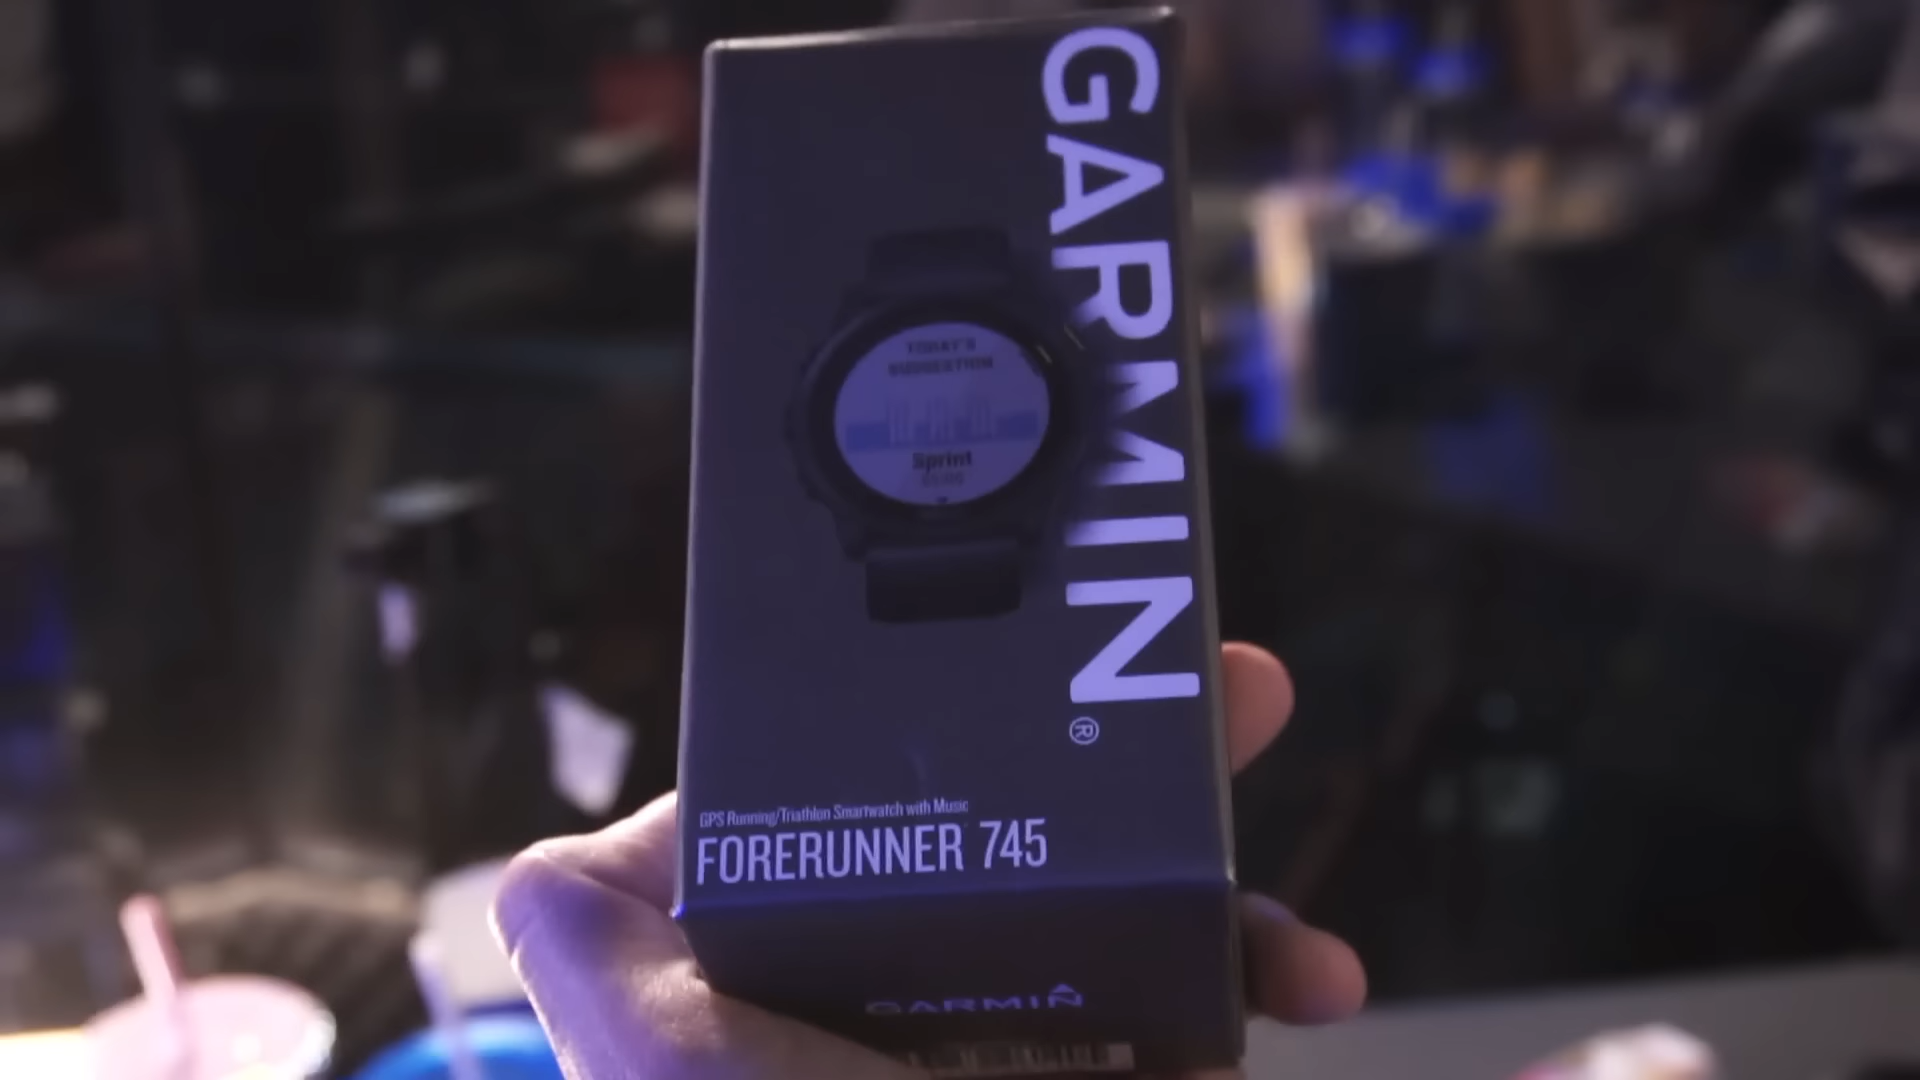 GARMIN®
TODAY'S
SUGGESTION
Sprint
GPS Running/Triathlon Smartwatch with Music
FORERUNNER 745
GARMIN